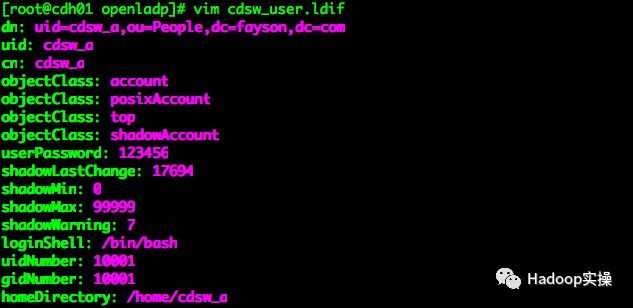 [root@cdh01 openladp]# vim cdsw_user.ldif
dn: uid=cdsw_a,ou=People,dc=fayson,dc=com
uid: cdsw_a
cn: cdsw_a
objectClass: account
objectClass: posixAccount
objectClass: top
objectClass: shadowAccount
userPassword: 123456
shadowLastChange: 17694
shadowMin: 0
shadowMax: 99999
shadowWarning: 7
loginShell: /bin/bash
uidNumber: 10001
gidNumber: 10001
homeDirectory: /home/cdsw_a
Hadoop实操